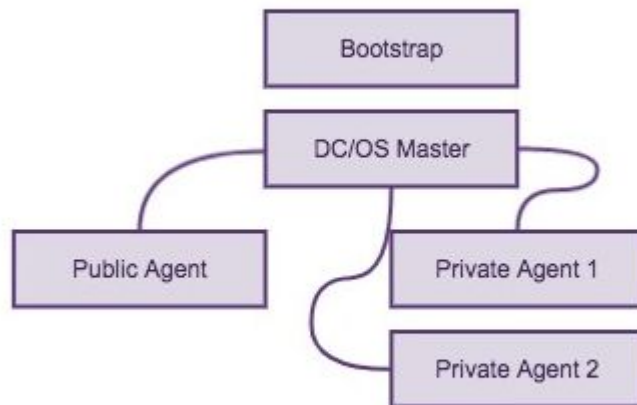 Bootstrap
DC/OS Master
Public Agent
Private Agent 1
Private Agent 2